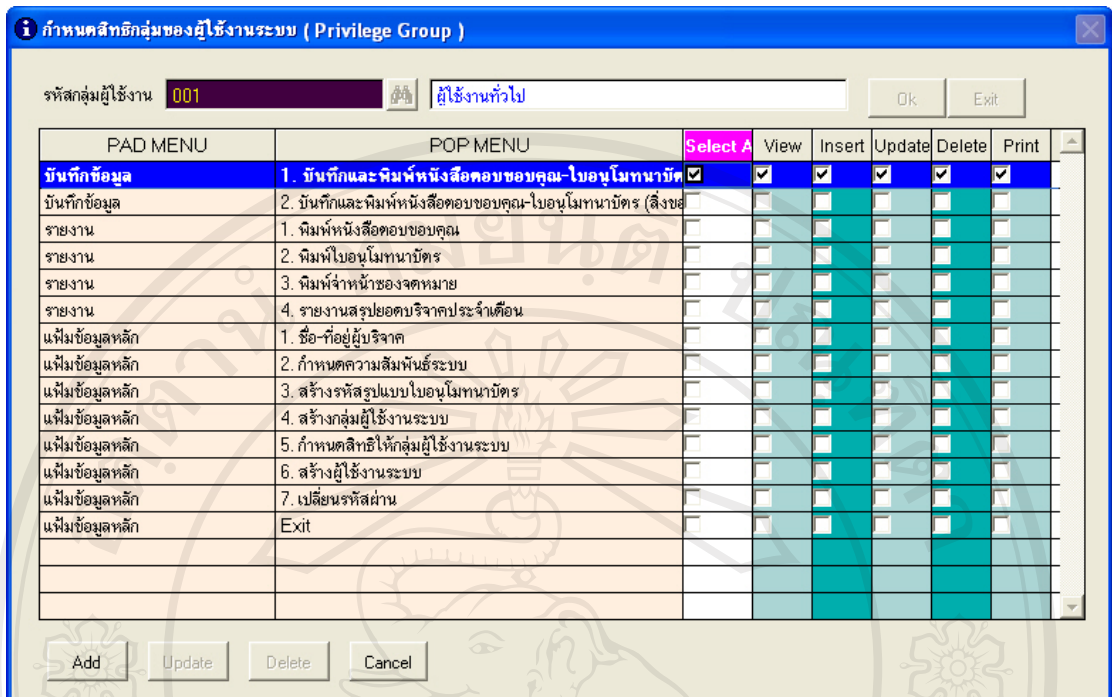 กำหนดสิทธิกลุ่มของผู้ใช้งานระบบ ( Privilege Group )
รหัสกลุ่มผู้ใช้งาน 001 ผู้ใช้งานทั่วไป Ok Exit
PAD MENU POP MENU Select A View Insert Update Delete Print
บันทึกข้อมูล 1. บันทึกและพิมพ์หนังสือตอบขอบคุณ-ใบอนุโมทนาบัต
บันทึกข้อมูล 2. บันทึกและพิมพ์หนังสือตอบขอบคุณ-ใบอนุโมทนาบัตร (สิ่งขอ
รายงาน 1. พิมพ์หนังสือตอบขอบคุณ
รายงาน 2. พิมพ์ใบอนุโมทนาบัตร
รายงาน 3. พิมพ์จ่าหน้าซองจดหมาย
รายงาน 4. รายงานสรุปยอดบริจาคประจำเดือน
แฟ้มข้อมูลหลัก 1. ชื่อ-ที่อยู่ผู้บริจาค
แฟ้มข้อมูลหลัก 2. กำหนดความสัมพันธ์ระบบ
แฟ้มข้อมูลหลัก 3. สร้างรหัสรูปแบบใบอนุโมทนาบัตร
แฟ้มข้อมูลหลัก 4. สร้างกลุ่มผู้ใช้งานระบบ
แฟ้มข้อมูลหลัก 5. กำหนดสิทธิให้กลุ่มผู้ใช้งานระบบ
แฟ้มข้อมูลหลัก 6. สร้างผู้ใช้งานระบบ
แฟ้มข้อมูลหลัก 7. เปลี่ยนรหัสผ่าน
แฟ้มข้อมูลหลัก Exit
Add Update Delete Cancel